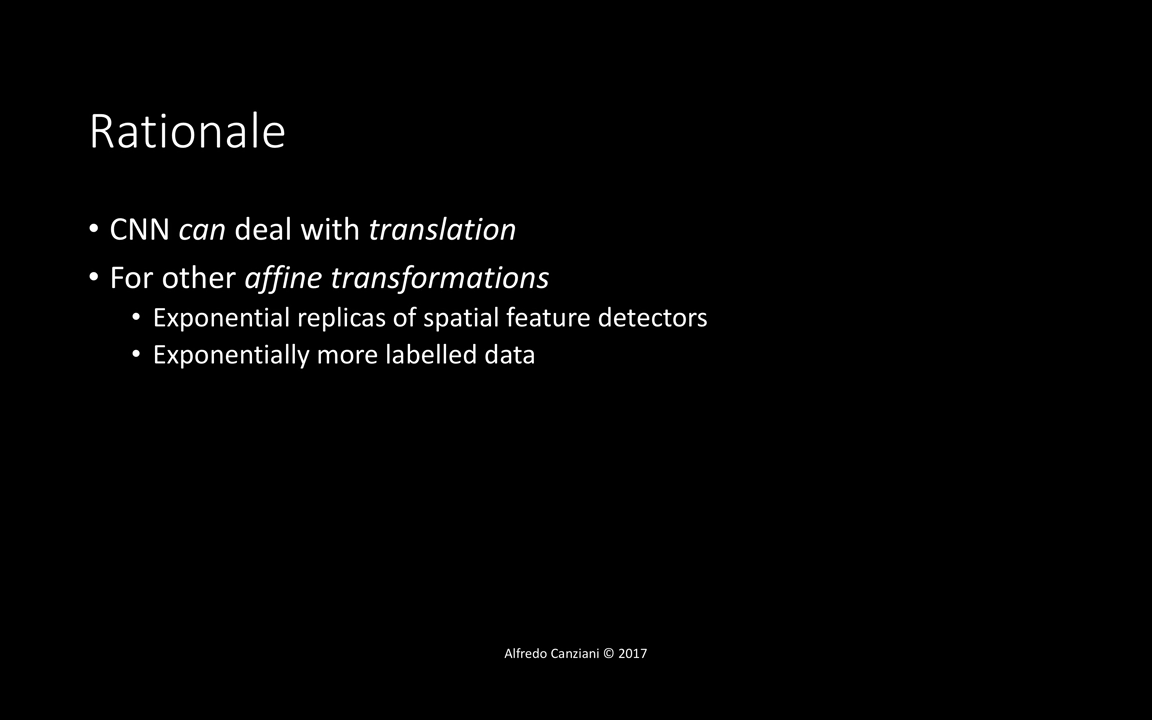 Rationale
• CNN can deal with translation
• For other affine transformations
• Exponential replicas of spatial feature detectors
• Exponentially more labelled data
Alfredo Canziani © 2017